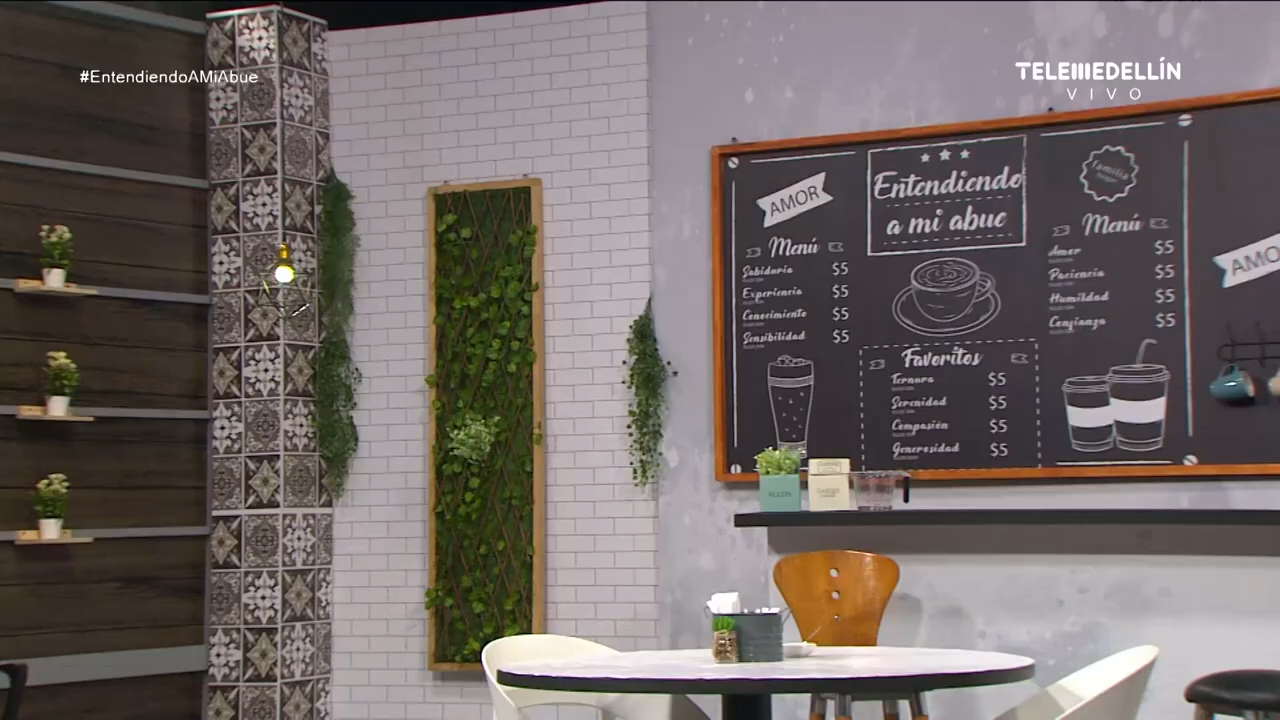 #EntendiendoAMiAbue
TELEMEDELLÍN
VIVO
AMOR
Entendiendo
a mi abue
Familia
Menú
Sabiduría $5
Experiencia $5
Conocimiento $5
Sensibilidad $5
Menú
Amor $5
Paciencia $5
Humildad $5
Confianza $5
Favoritos
Ternura $5
Serenidad $5
Compasión $5
Generosidad $5
AMO